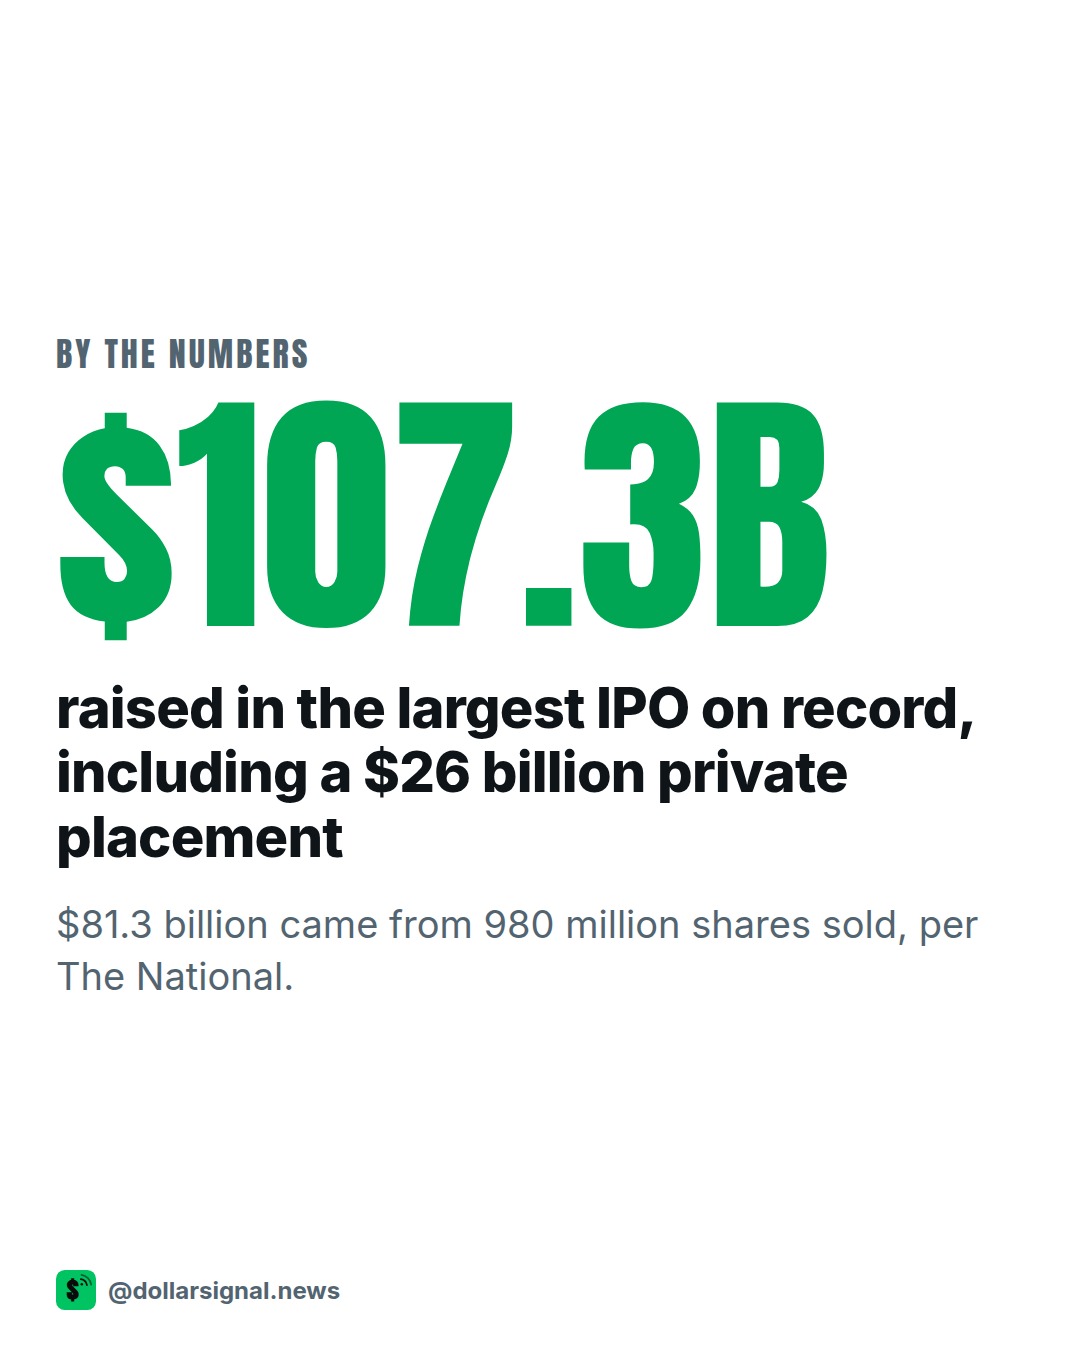 BY THE NUMBERS
$107.3B
raised in the largest IPO on record,
including a $26 billion private
placement
$81.3 billion came from 980 million shares sold, per
The National.
$
@dollarsignal.news